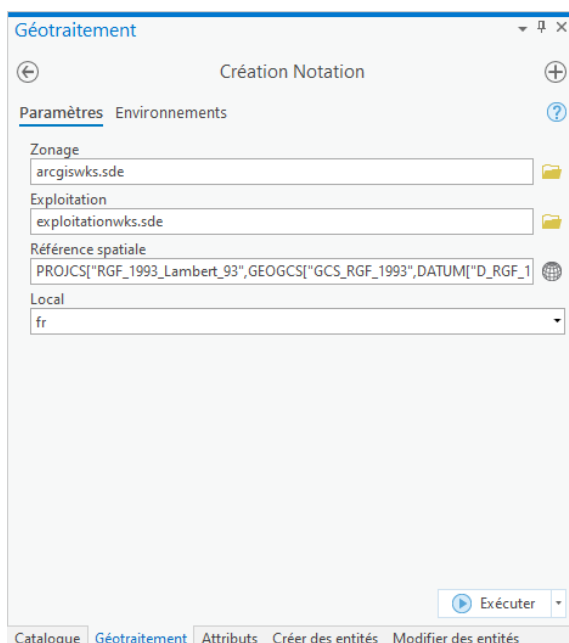 Géotraitement
Création Notation
Paramètres Environnements
Zonage
arcgiswks.sde
Exploitation
exploitationwks.sde
Référence spatiale
PROJCS["RGF_1993_Lambert_93",GEOGCS["GCS_RGF_1993",DATUM["D_RGF_1
Local
fr
Exécuter
Catalogue Géotraitement Attributs Créer des entités Modifier des entités